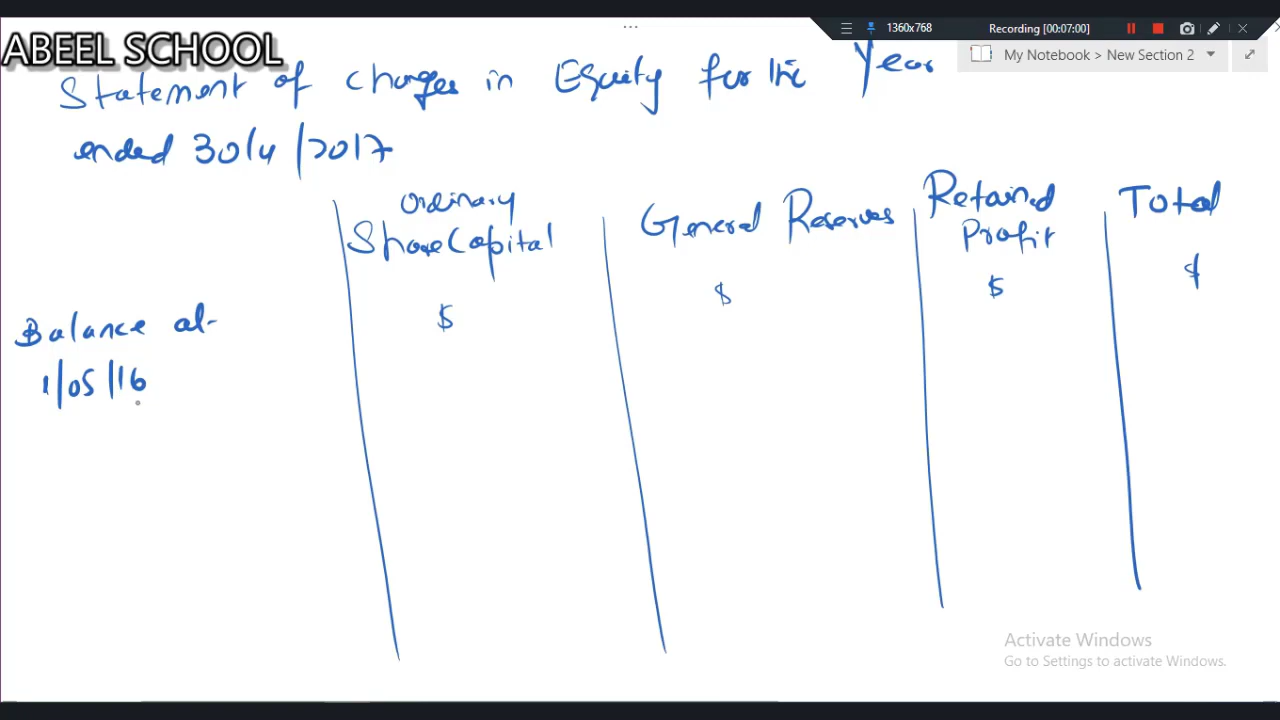 1360x768
Recording [00:07:00]
ABEEL SCHOOL
My Notebook > New Section 2
Statement of changes in Equity for the Year
ended 30/4/2017
Ordinary
Share Capital
General Reserves
Retained
Profit
Total
$
$
$
$
Balance at
1/05/16
Activate Windows
Go to Settings to activate Windows.